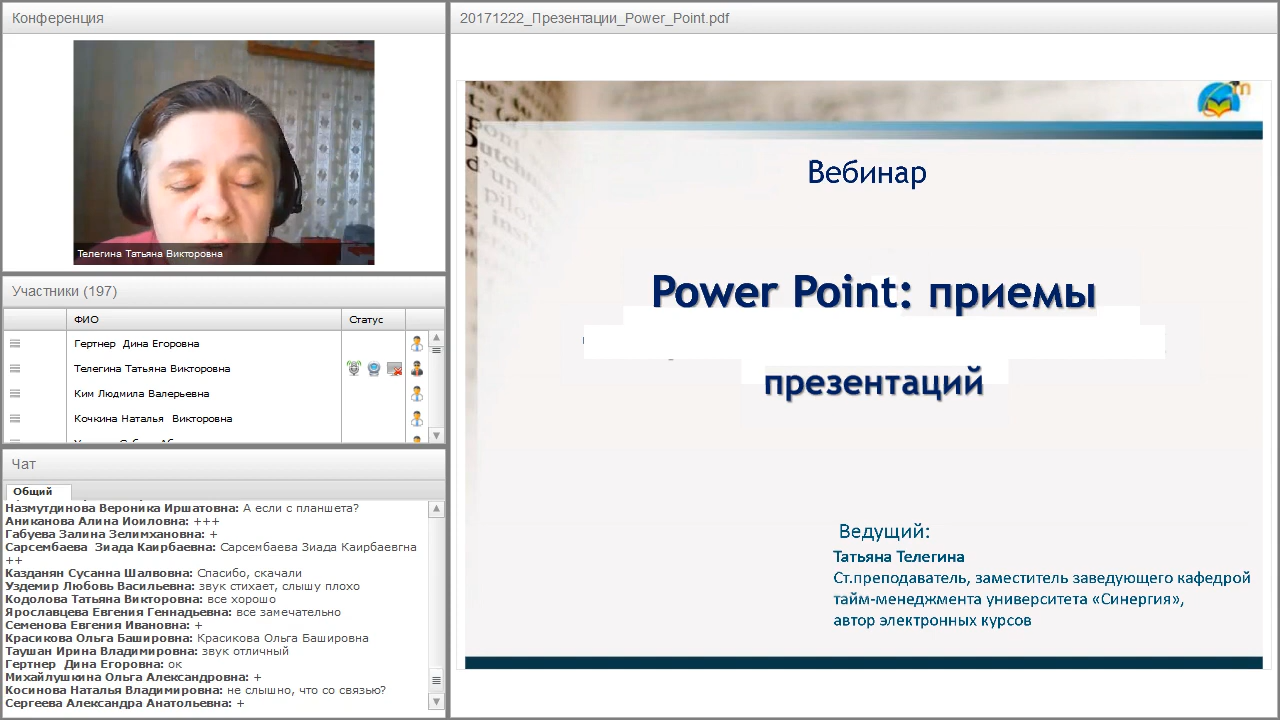 Конференция
Телегина Татьяна Викторовна
Участники (197)
ФИО
Статус
Гертнер Дина Егоровна
Телегина Татьяна Викторовна
Ким Людмила Валерьевна
Кочкина Наталья Викторовна
Чат
Общий
Назмутдинова Вероника Иршатовна: А если с планшета?
Аниканова Алина Иоиловна: +++
Габуева Залина Зелимхановна: +
Сарсембаева Зиада Каирбаевна: Сарсембаева Зиада Каирбаевгна
++
Казданян Сусанна Шалвовна: Спасибо, скачали
Уздемир Любовь Васильевна: звук стихает, слышу плохо
Кодолова Татьяна Викторовна: все хорошо
Ярославцева Евгения Геннадьевна: все замечательно
Семенова Евгения Ивановна: +
Красикова Ольга Башировна: Красикова Ольга Башировна
Таушан Ирина Владимировна: звук отличный
Гертнер Дина Егоровна: ок
Михайлушкина Ольга Александровна: +
Косинова Наталья Владимировна: не слышно, что со связью?
Сергеева Александра Анатольевна: +
20171222_Презентации_Power_Point.pdf
Вебинар
Power Point: приемы
презентаций
Ведущий:
Татьяна Телегина
Ст.преподаватель, заместитель заведующего кафедрой
тайм-менеджмента университета «Синергия»,
автор электронных курсов